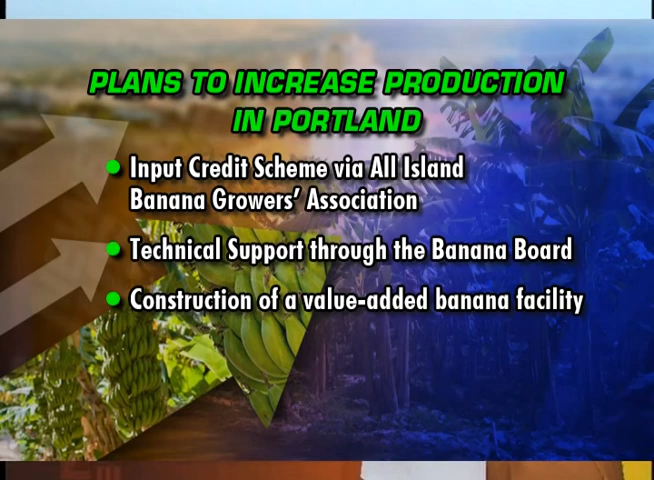 PLANS TO INCREASE PRODUCTION
IN PORTLAND
• Input Credit Scheme via All Island
Banana Growers' Association
• Technical Support through the Banana Board
• Construction of a value-added banana facility